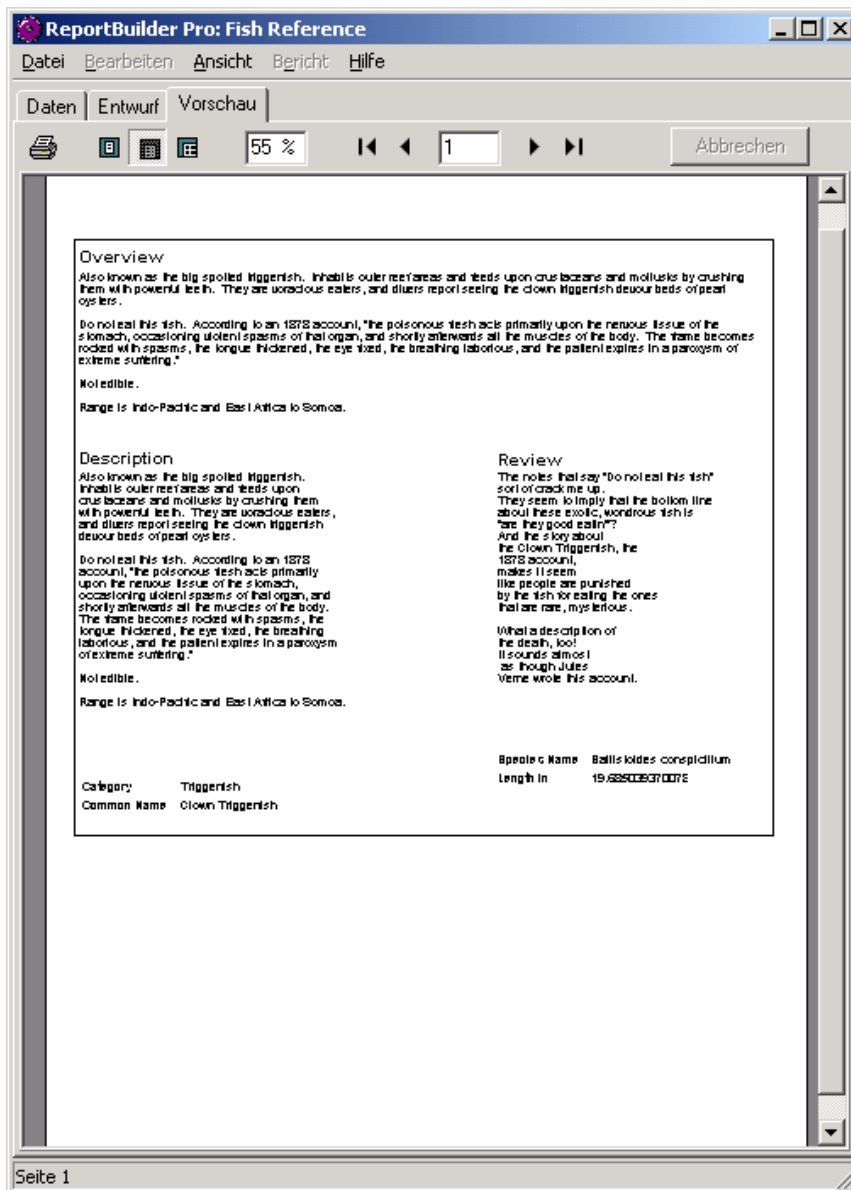 ReportBuilder Pro: Fish Reference
Datei Bearbeiten Ansicht Bericht Hilfe
Daten Entwurf Vorschau
55 % 1 Abbrechen
Overview
Also known as the big spotted triggerfish. Inhabits outer reef areas and feeds upon crustaceans and mollusks by crushing
them with powerful teeth. They are voracious eaters, and divers report seeing the clown triggerfish devour beds of pearl
oysters.
Do not eat this fish. According to an 1878 account, "the poisonous flesh acts primarily upon the nervous tissue of the
stomach, occasioning violent spasms of that organ, and shortly afterwards all the muscles of the body. The frame becomes
rocked with spasms, the tongue thickened, the eye fixed, the breathing laborious, and the patient expires in a paroxysm of
extreme suffering."
Not edible.
Range is Indo-Pacific and East Africa to Somoa.
Description
Also known as the big spotted triggerfish.
Inhabits outer reef areas and feeds upon
crustaceans and mollusks by crushing them
with powerful teeth. They are voracious eaters,
and divers report seeing the clown triggerfish
devour beds of pearl oysters.
Do not eat this fish. According to an 1878
account, "the poisonous flesh acts primarily
upon the nervous tissue of the stomach,
occasioning violent spasms of that organ, and
shortly afterwards all the muscles of the body.
The frame becomes rocked with spasms, the
tongue thickened, the eye fixed, the breathing
laborious, and the patient expires in a paroxysm
of extreme suffering."
Not edible.
Range is Indo-Pacific and East Africa to Somoa.
Review
The notes that say "Do not eat this fish"
sort of crack me up.
They seem to imply that the bottom line
about these exotic, wondrous fish is
"are they good eatin"?
And the story about
the Clown Triggerfish, the
1878 account,
makes it seem
like people are punished
by the fish for eating the ones
that are rare, mysterious.
What a description of
the death, too!
It sounds almost
as though Jules
Verne wrote this account.
Species Name Ballistoides conspicillum
Length In 19.685039370078
Category Triggerfish
Common Name Clown Triggerfish
Seite 1